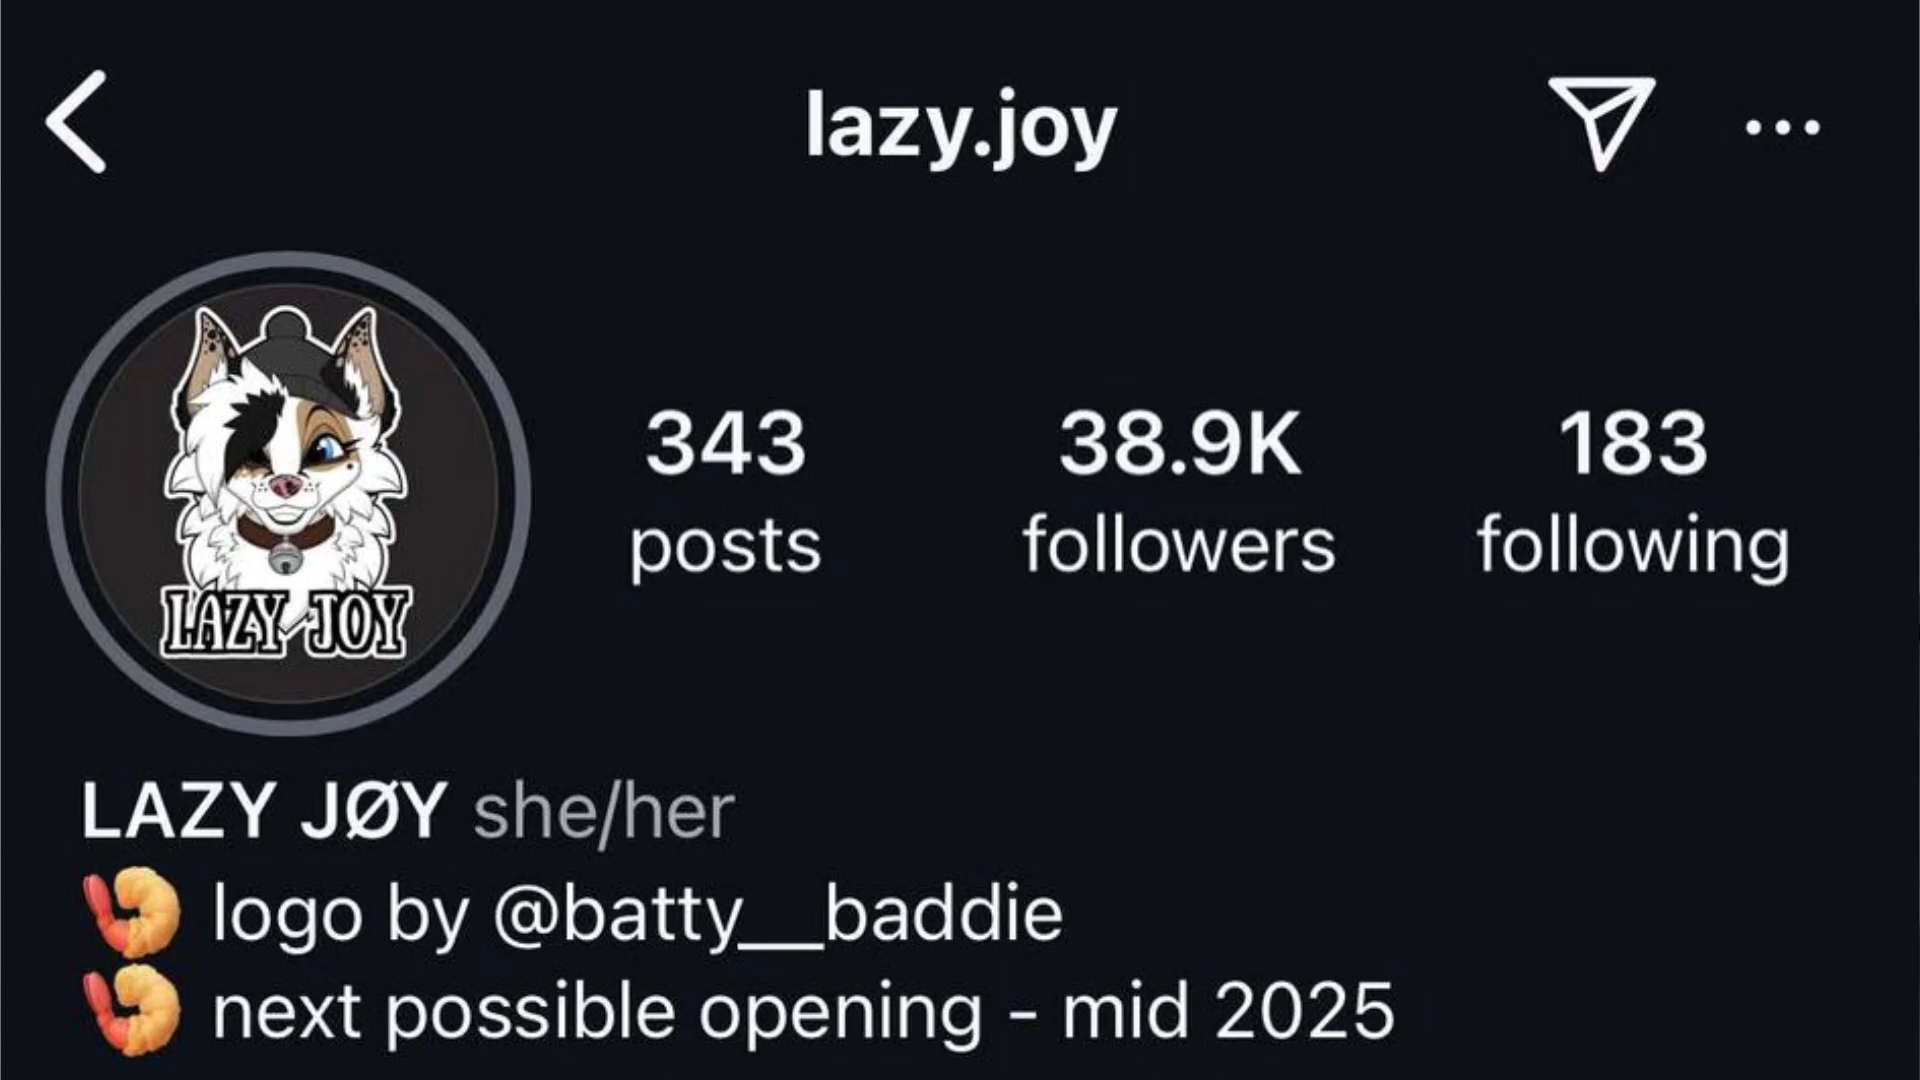 lazy.joy
LAZY JOY
343
posts
38.9K
followers
183
following
LAZY JØY she/her
🍤 logo by @batty__baddie
🍤 next possible opening - mid 2025